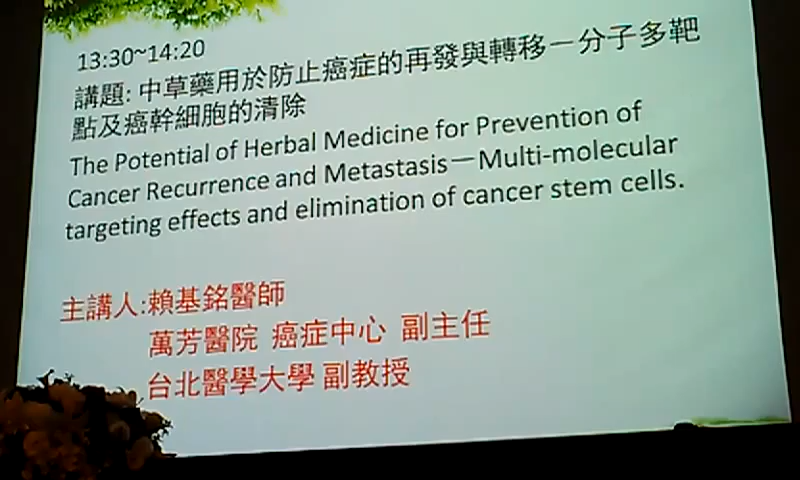 13:30~14:20
講題: 中草藥用於防止癌症的再發與轉移－分子多靶
點及癌幹細胞的清除
The Potential of Herbal Medicine for Prevention of
Cancer Recurrence and Metastasis－Multi-molecular
targeting effects and elimination of cancer stem cells.
主講人:賴基銘醫師
萬芳醫院 癌症中心 副主任
台北醫學大學 副教授